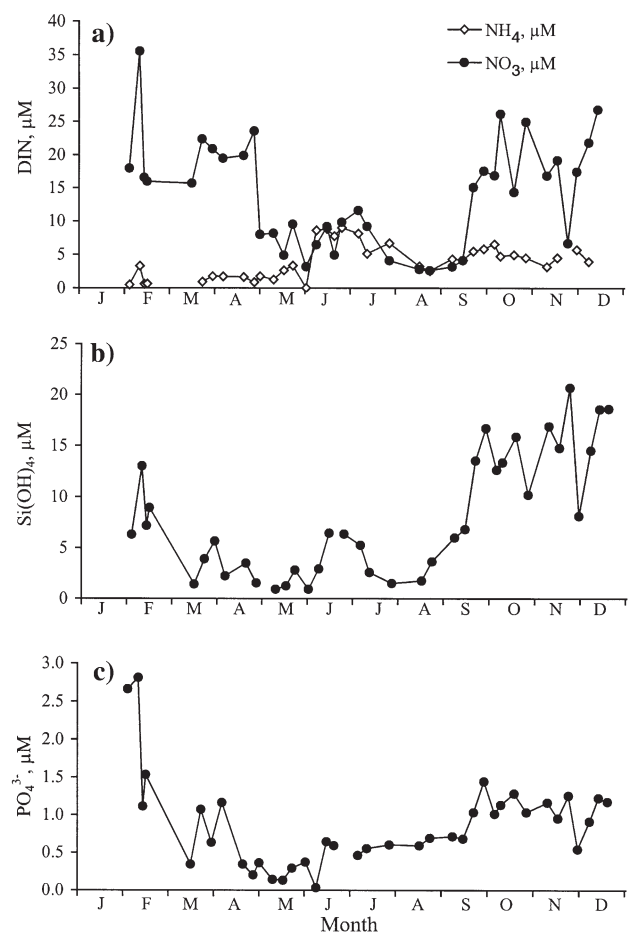 a)
NH4, µM
NO3, µM
DIN, µM
40
35
30
25
20
15
10
5
0
J F M A M J J A S O N D
b)
Si(OH)4, µM
25
20
15
10
5
0
J F M A M J J A S O N D
c)
PO4 3-, µM
3.0
2.5
2.0
1.5
1.0
0.5
0.0
J F M A M J J A S O N D
Month